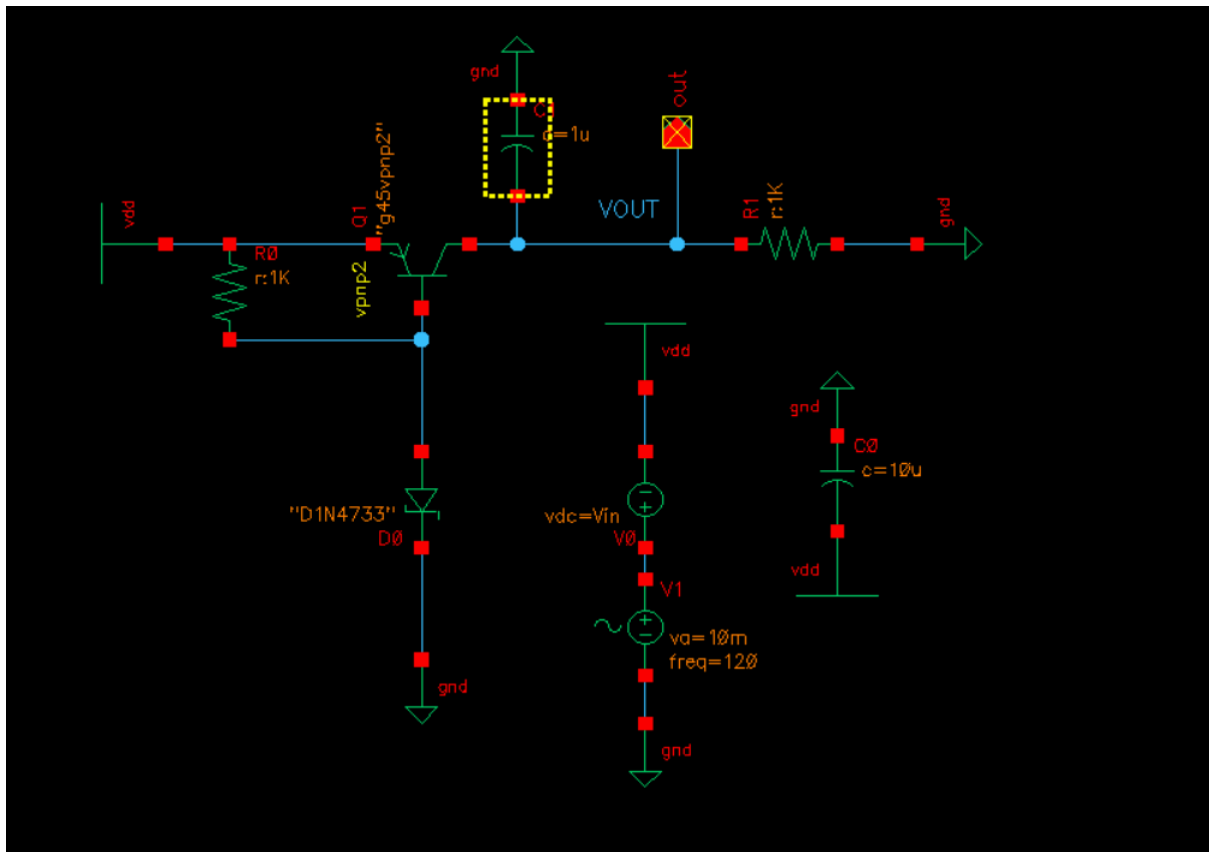 gnd
C
c=1u
out
"g45vpnp2"
Q1
vdd
VOUT
R1
r:1K
gnd
R0
r:1K
vpnp2
vdd
gnd
C0
c=10u
"D1N4733"
D0
vdc=Vin
V0
V1
vdd
va=10m
freq=120
gnd
gnd